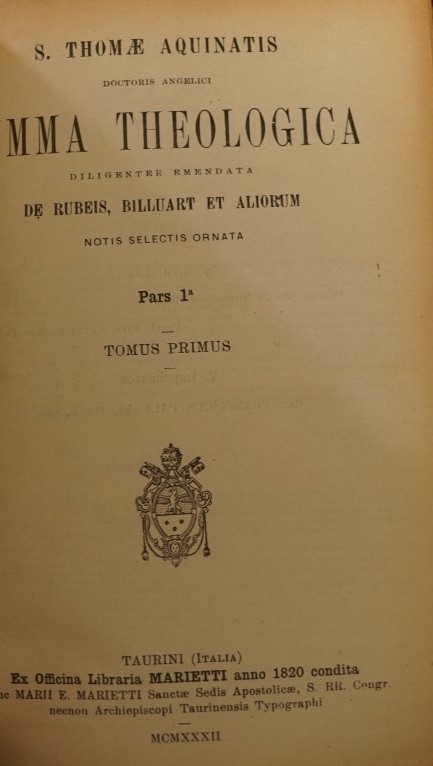 S. THOMÆ AQUINATIS
DOCTORIS ANGELICI
MMA THEOLOGICA
DILIGENTER EMENDATA
DE RUBEIS, BILLUART ET ALIORUM
NOTIS SELECTIS ORNATA
Pars 1ª
TOMUS PRIMUS
TAURINI (ITALIA)
Ex Officina Libraria MARIETTI anno 1820 condita
nc MARII E. MARIETTI Sanctæ Sedis Apostolicæ, S. RR. Congr.
necnon Archiepiscopi Taurinensis Typographi
MCMXXXII